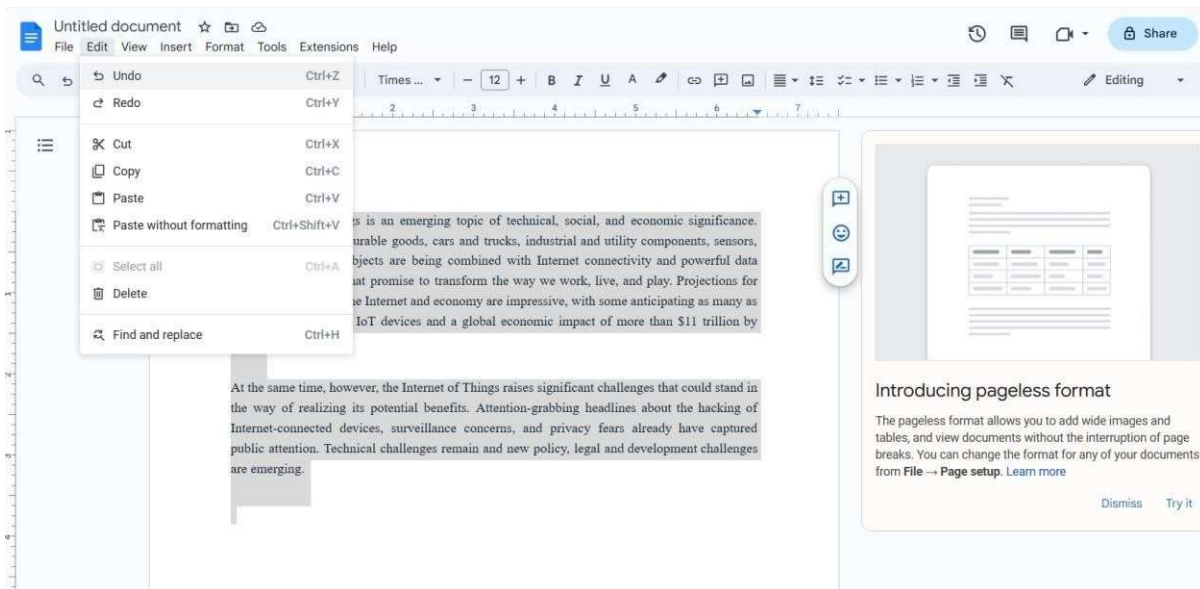 Untitled document
File Edit View Insert Format Tools Extensions Help
Share
Times ... 12 Editing
2 3 4 5 6 7
Undo Ctrl+Z
Redo Ctrl+Y
Cut Ctrl+X
Copy Ctrl+C
Paste Ctrl+V
Paste without formatting Ctrl+Shift+V
Select all Ctrl+A
Delete
Find and replace Ctrl+H
is an emerging topic of technical, social, and economic significance.
goods, cars and trucks, industrial and utility components, sensors,
are being combined with Internet connectivity and powerful data
promise to transform the way we work, live, and play. Projections for
Internet and economy are impressive, with some anticipating as many as
IoT devices and a global economic impact of more than $11 trillion by
At the same time, however, the Internet of Things raises significant challenges that could stand in
the way of realizing its potential benefits. Attention-grabbing headlines about the hacking of
Internet-connected devices, surveillance concerns, and privacy fears already have captured
public attention. Technical challenges remain and new policy, legal and development challenges
are emerging.
Introducing pageless format
The pageless format allows you to add wide images and
tables, and view documents without the interruption of page
breaks. You can change the format for any of your documents
from File → Page setup. Learn more
Dismiss Try it